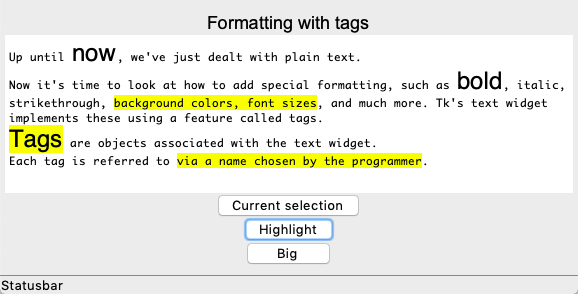 Formatting with tags
Up until now, we've just dealt with plain text.
Now it's time to look at how to add special formatting, such as bold, italic,
strikethrough, background colors, font sizes, and much more. Tk's text widget
implements these using a feature called tags.
Tags are objects associated with the text widget.
Each tag is referred to via a name chosen by the programmer.
Current selection
Highlight
Big
Statusbar